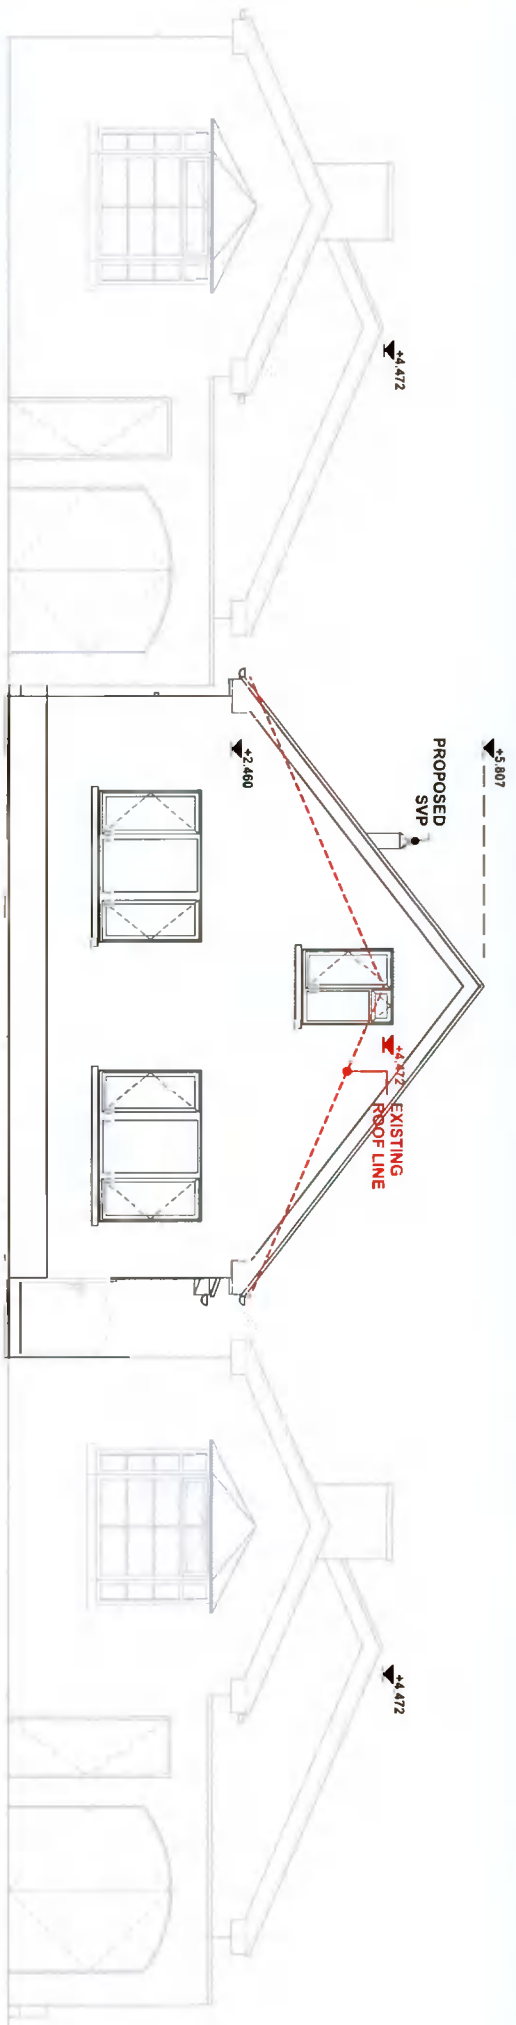 +4.472
+5.807
PROPOSED
SVP
+2.460
+4.472
EXISTING
ROOF LINE
+4.472